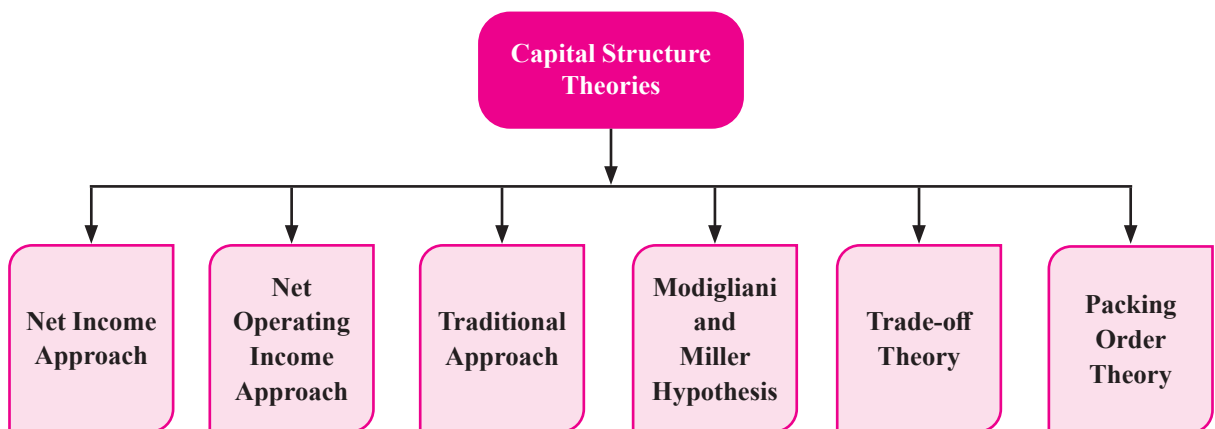 Capital Structure
Theories
Net Income
Approach
Net
Operating
Income
Approach
Traditional
Approach
Modigliani
and
Miller
Hypothesis
Trade-off
Theory
Packing
Order
Theory